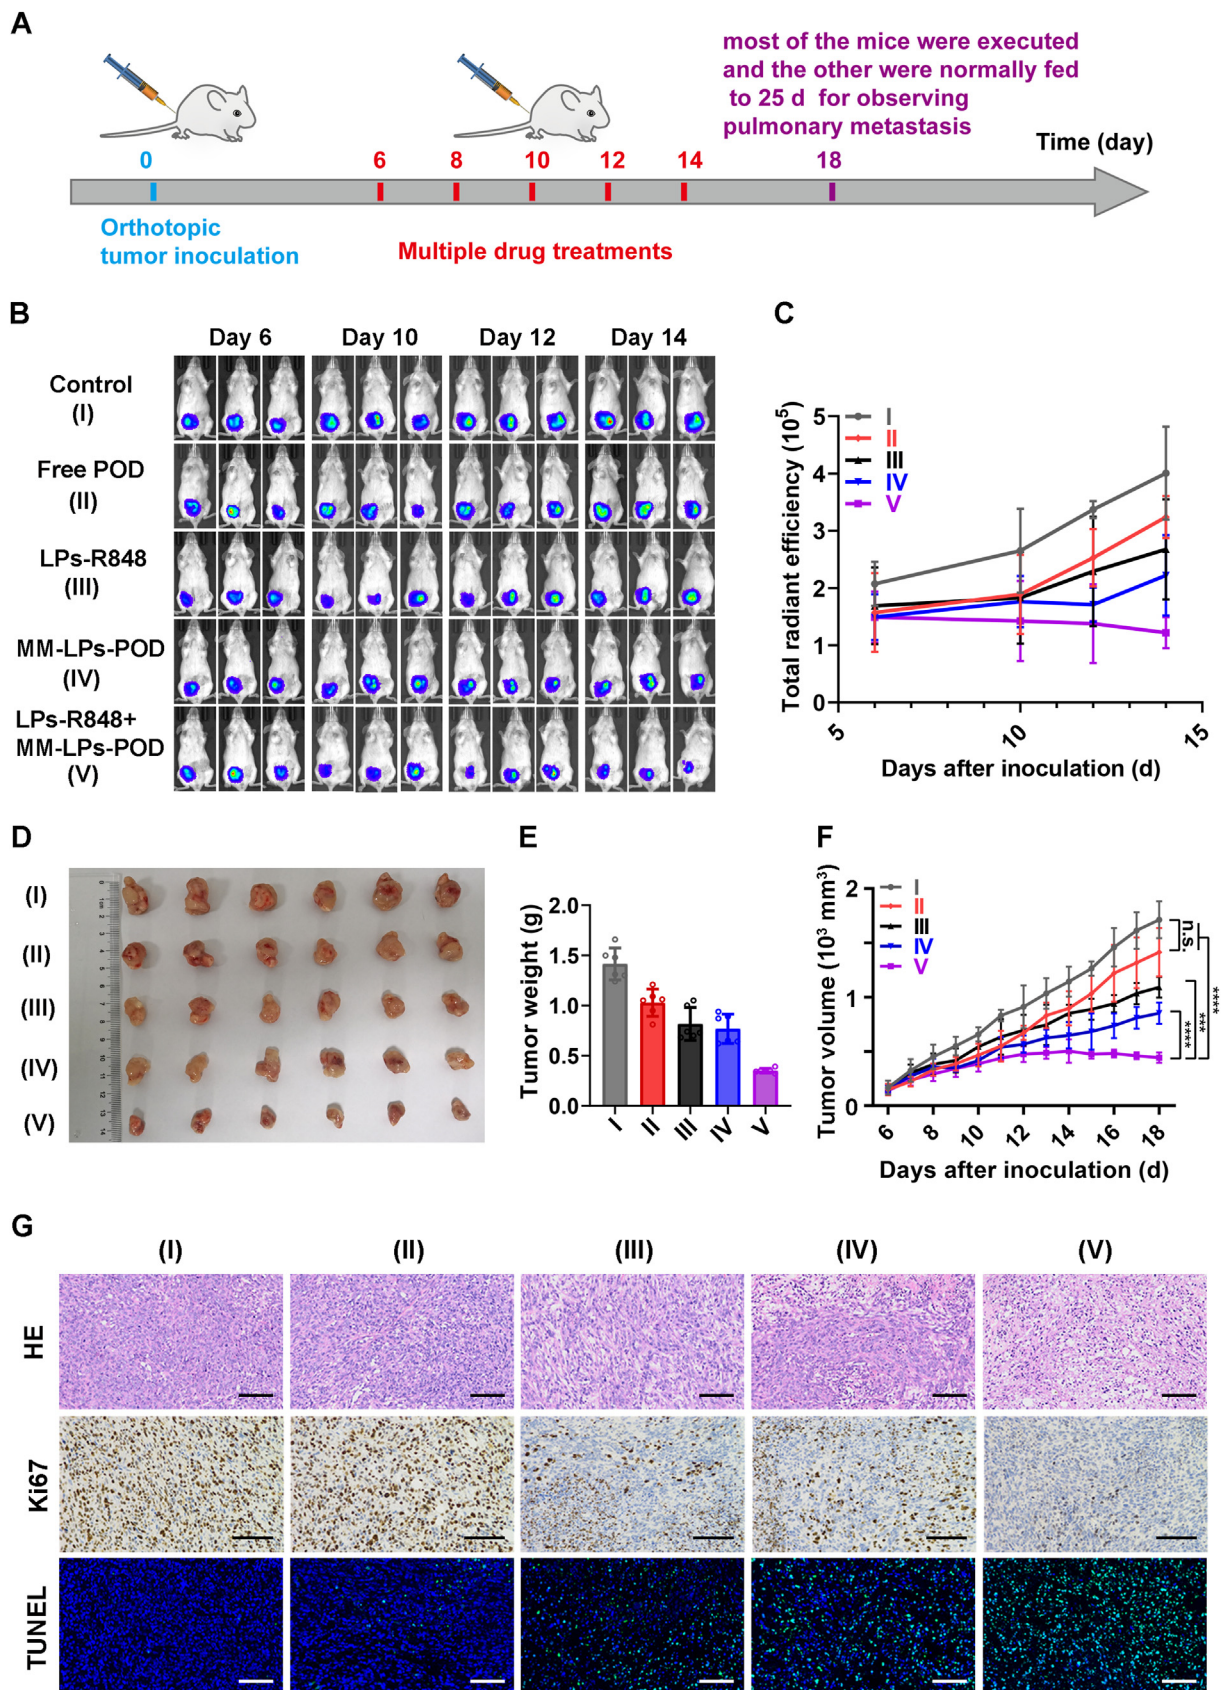 A
most of the mice were executed
and the other were normally fed
to 25 d for observing
pulmonary metastasis
Time (day)
0
6
8
10
12
14
18
Orthotopic
tumor inoculation
Multiple drug treatments
B
Day 6
Day 10
Day 12
Day 14
Control
(I)
Free POD
(II)
LPs-R848
(III)
MM-LPs-POD
(IV)
LPs-R848+
MM-LPs-POD
(V)
C
Total radiant efficiency (10⁵)
5
4
3
2
1
0
I
II
III
IV
V
5
10
15
Days after inoculation (d)
D
(I)
(II)
(III)
(IV)
(V)
E
Tumor weight (g)
2.0
1.5
1.0
0.5
0.0
I
II
III
IV
V
F
Tumor volume (10³ mm³)
2
1
0
I
II
III
IV
V
n.s.
****
***
****
6
8
10
12
14
16
18
Days after inoculation (d)
G
(I)
(II)
(III)
(IV)
(V)
HE
Ki67
TUNEL